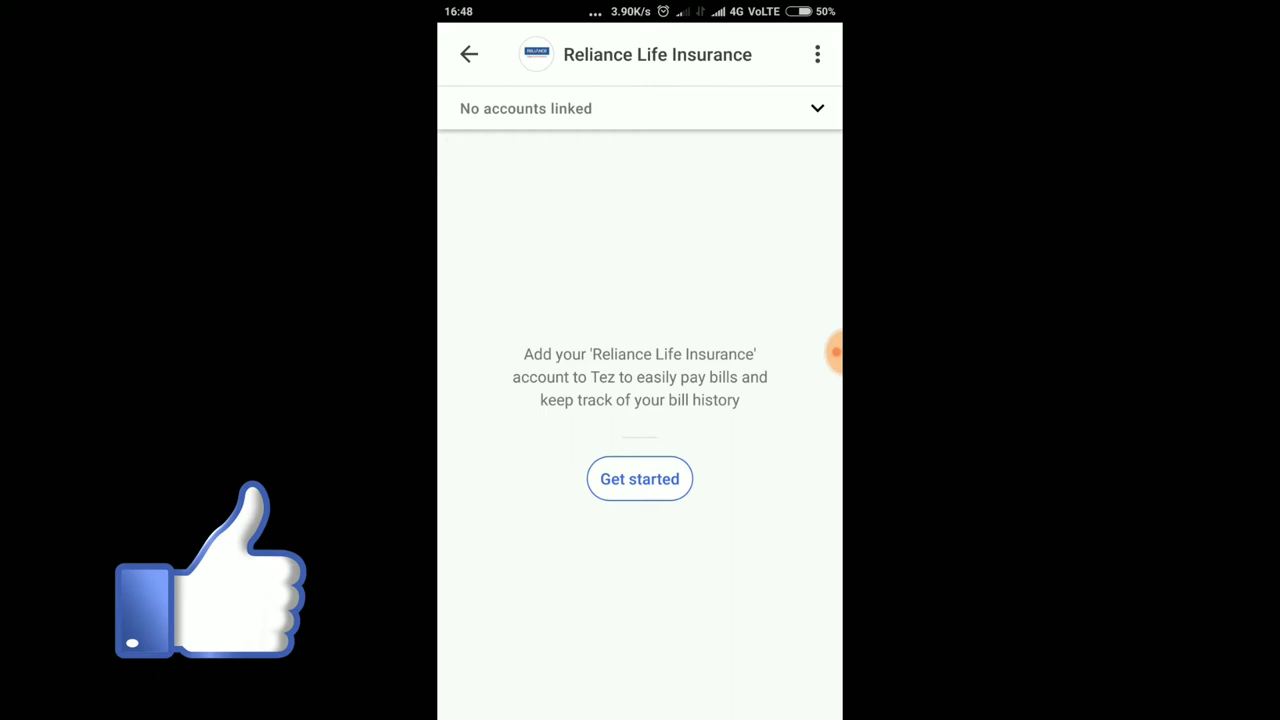 16:48 ... 3.90K/s 4G VoLTE 50%
RELIANCE
Reliance Life Insurance
No accounts linked
Add your 'Reliance Life Insurance'
account to Tez to easily pay bills and
keep track of your bill history
Get started